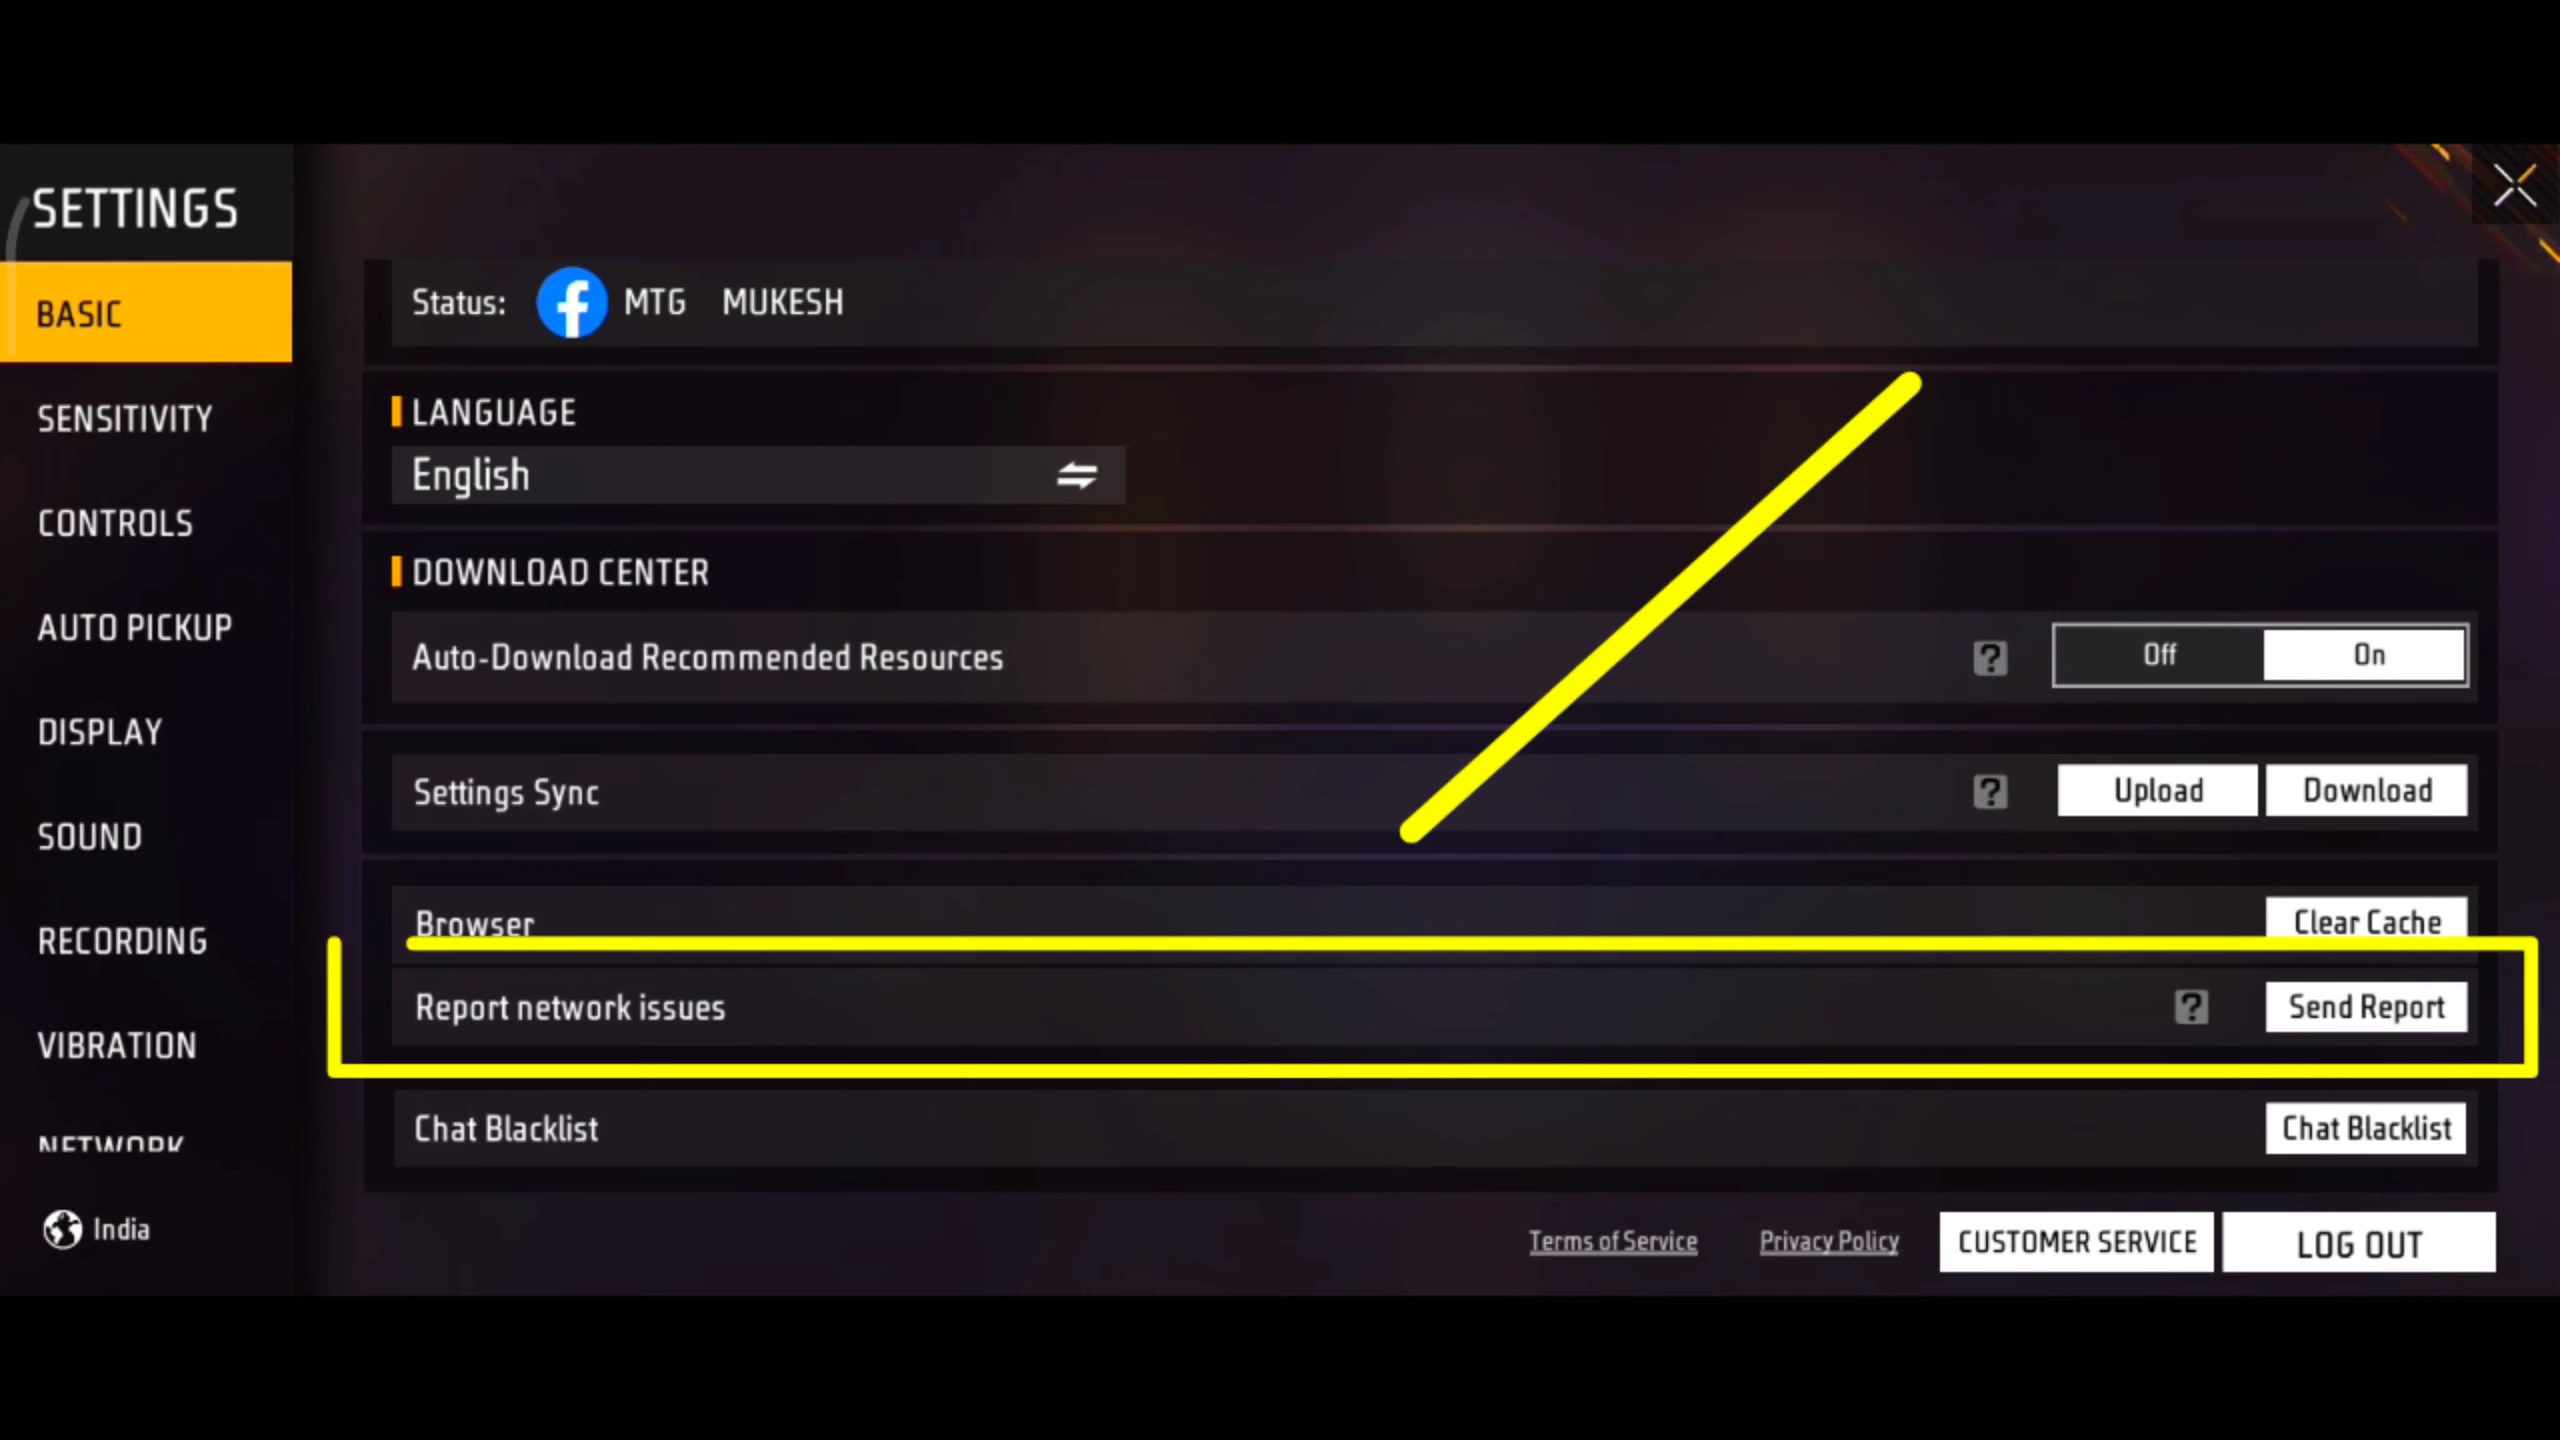 SETTINGS
BASIC
SENSITIVITY
CONTROLS
AUTO PICKUP
DISPLAY
SOUND
RECORDING
VIBRATION
NETWORK
India
Status: MTG MUKESH
LANGUAGE
English
DOWNLOAD CENTER
Auto-Download Recommended Resources ? Off On
Settings Sync ? Upload Download
Browser Clear Cache
Report network issues ? Send Report
Chat Blacklist Chat Blacklist
Terms of Service Privacy Policy CUSTOMER SERVICE LOG OUT